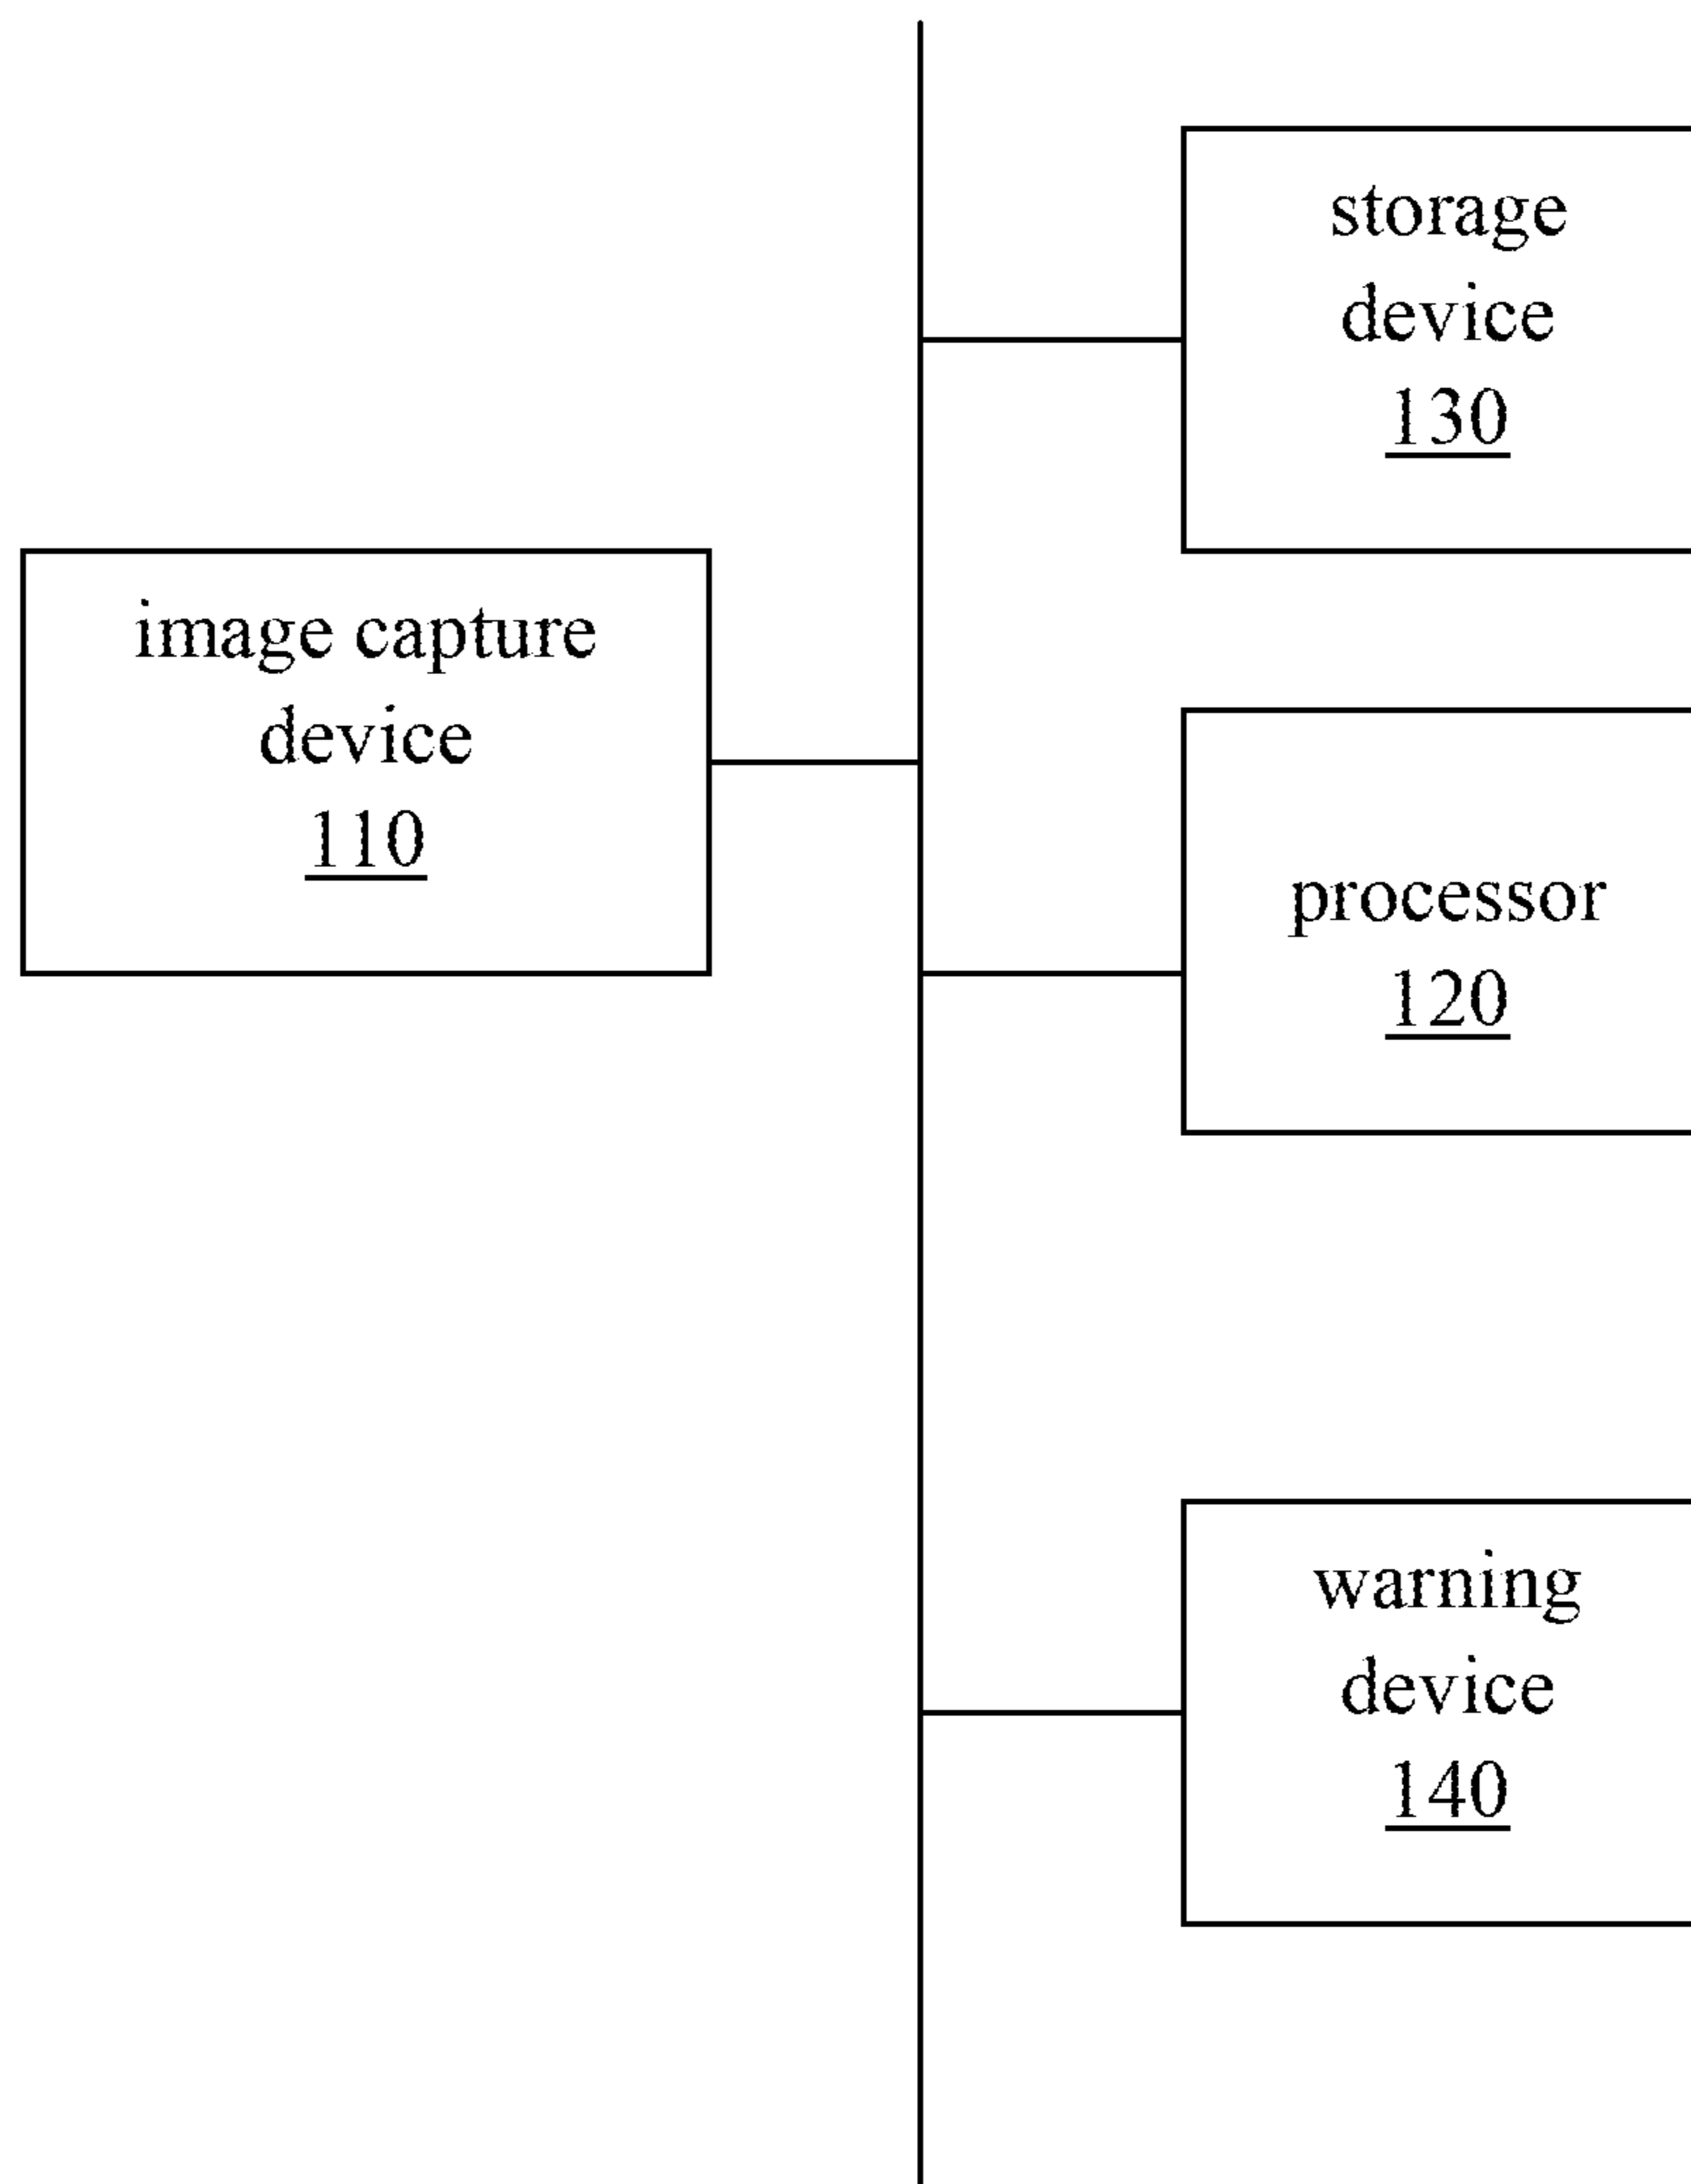 storage
device
130
image capture
device
110
processor
120
warning
device
140